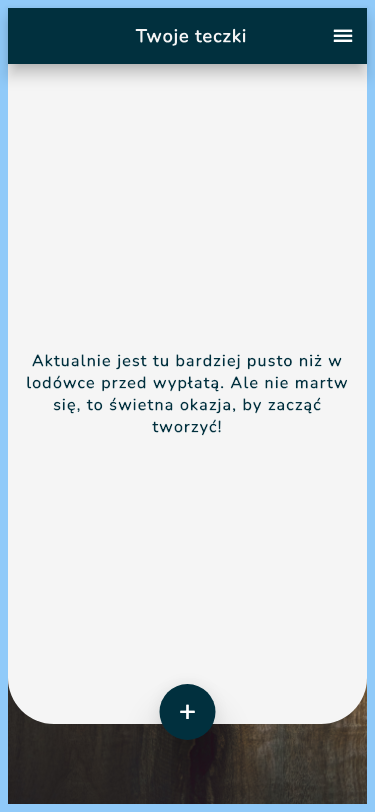 Twoje teczki
Aktualnie jest tu bardziej pusto niż w
lodówce przed wypłatą. Ale nie martw
się, to świetna okazja, by zacząć
tworzyć!
+